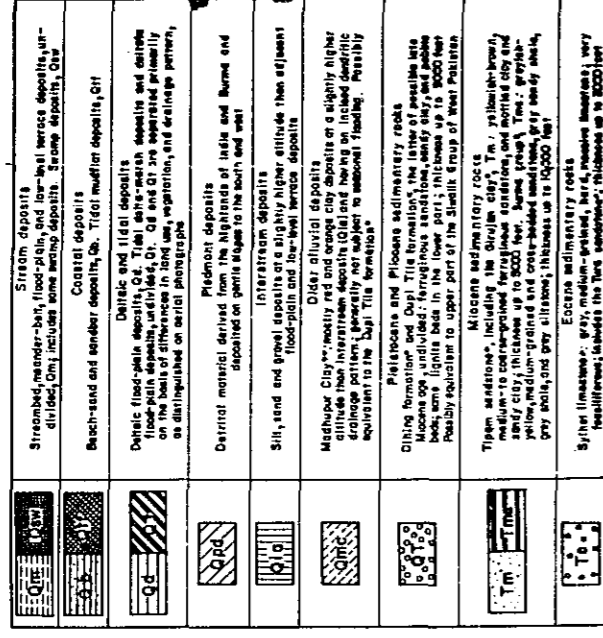 Qm Qsw
Stream deposits
Streambed, meander-belt, flood-plain, and low-level terrace deposits, un-
divided, Qm; includes some swamp deposits. Swamp deposits, Qsw
Qb Qtf
Coastal deposits
Beach-sand and sandbar deposits, Qb. Tidal mudflat deposits, Qtf
Qd Qt
Deltaic and tidal deposits
Deltaic flood-plain deposits, Qd. Tidal delta-marsh deposits and deltaic
flood-plain deposits, undivided, Qt. Qd and Qt are separated primarily
on the basis of differences in land use, vegetation, and drainage pattern,
as distinguished on aerial photographs
Qpd
Piedmont deposits
Detrital material derived from the highlands of India and Burma and
deposited on gentle slopes to the south and west
Qla
Interstream deposits
Silt, sand and gravel deposits at a slightly higher altitude than adjacent
flood-plain and low-level terrace deposits
Qmc
Older alluvial deposits
Madhupur Clay**; mostly red and orange clay deposits at a slightly higher
altitude than interstream deposits (Qla) and having an incised dendritic
drainage pattern; generally not subject to seasonal flooding. Possibly
equivalent to the Dupi Tila formation*
QT
Pleistocene and Pliocene sedimentary rocks
Dihing formation* and Dupi Tila formation*, the latter of possible late
Miocene age, undivided: ferruginous sandstone, sandy clay, and pebble
beds; some lignite beds in the lower part; thickness up to 9000 feet
Possibly equivalent to upper part of the Siwalik Group of West Pakistan
Tm Tms
Miocene sedimentary rocks
Tipam sandstone*, including the Girujan clay*, Tm: yellowish-brown,
medium- to coarse-grained ferruginous sandstone, and mottled clay and
sandy clay; thickness up to 9000 feet. Surma group*, Tms: greyish-
yellow, medium-grained and cross-bedded sandstone, grey sandy shale,
grey shale, and grey siltstone; thickness up to 10,000 feet
Te
Eocene sedimentary rocks
Sylhet limestone*: gray, medium-grained, hard, massive limestone; very
fossiliferous; includes the Tura sandstone*; thickness up to 2000 feet